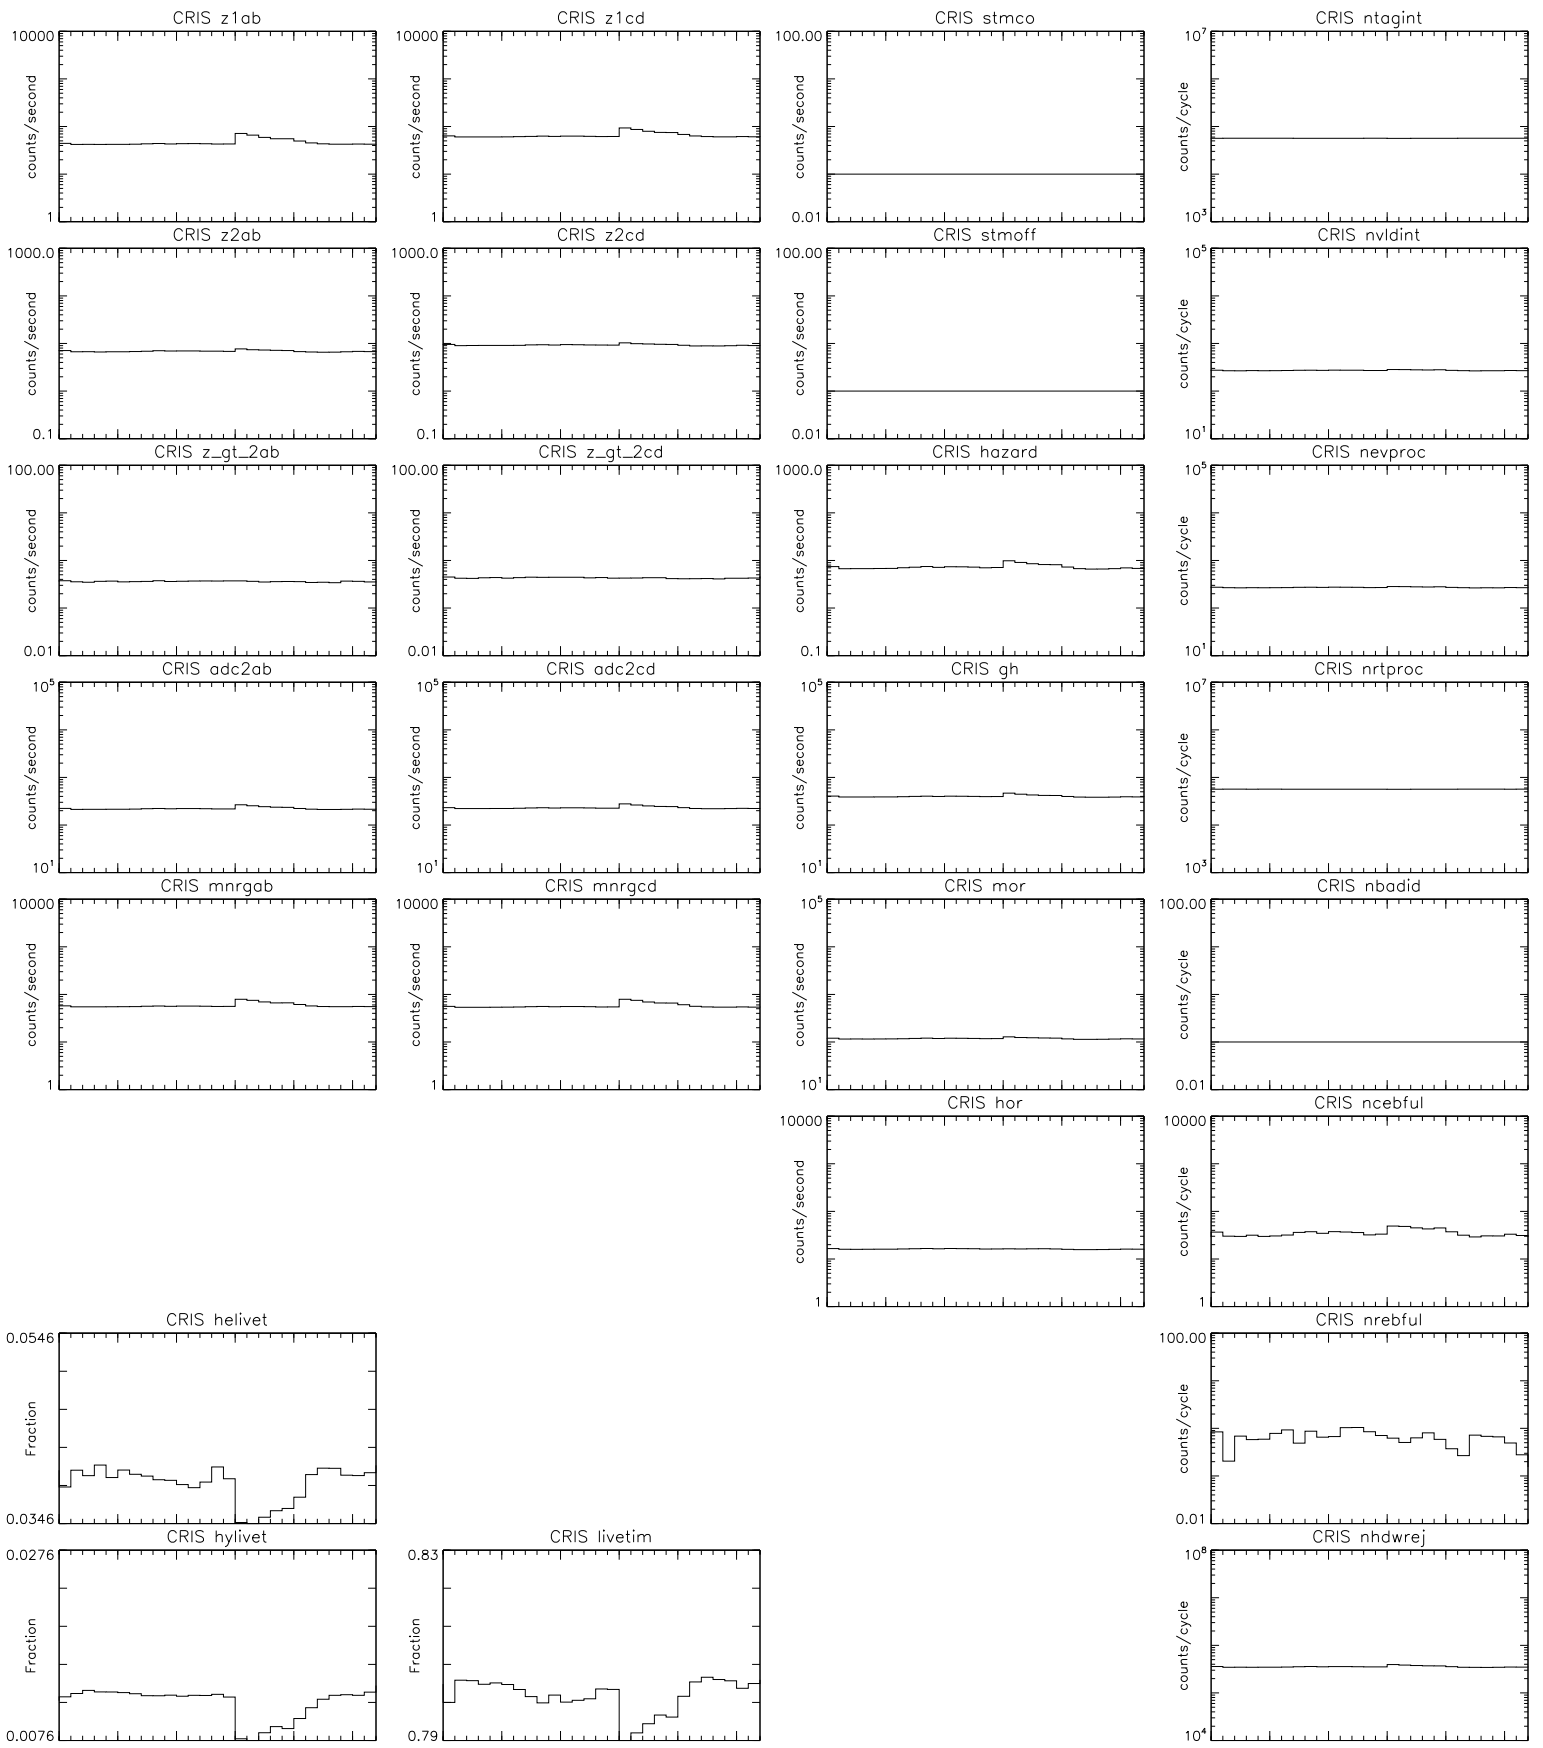 CRIS z1ab
CRIS z1cd
CRIS stmco
CRIS ntagint
10000
counts/second
1
10000
counts/second
1
100.00
counts/second
0.01
10⁷
counts/cycle
10³
CRIS z2ab
CRIS z2cd
CRIS stmoff
CRIS nvldint
1000.0
counts/second
0.1
1000.0
counts/second
0.1
100.00
counts/second
0.01
10⁵
counts/cycle
10¹
CRIS z_gt_2ab
CRIS z_gt_2cd
CRIS hazard
CRIS nevproc
100.00
counts/second
0.01
100.00
counts/second
0.01
1000.0
counts/second
0.1
10⁵
counts/cycle
10¹
CRIS adc2ab
CRIS adc2cd
CRIS gh
CRIS nrtproc
10⁵
counts/second
10¹
10⁵
counts/second
10¹
10⁵
counts/second
10¹
10⁷
counts/cycle
10³
CRIS mnrgab
CRIS mnrgcd
CRIS mor
CRIS nbadid
10000
counts/second
1
10000
counts/second
1
10⁵
counts/second
10¹
100.00
counts/cycle
0.01
CRIS hor
CRIS ncebful
10000
counts/second
1
10000
counts/cycle
1
CRIS helivet
CRIS nrebful
0.0546
Fraction
0.0346
100.00
counts/cycle
0.01
CRIS hylivet
CRIS livetim
CRIS nhdwrej
0.0276
Fraction
0.0076
0.83
Fraction
0.79
10⁸
counts/cycle
10⁴